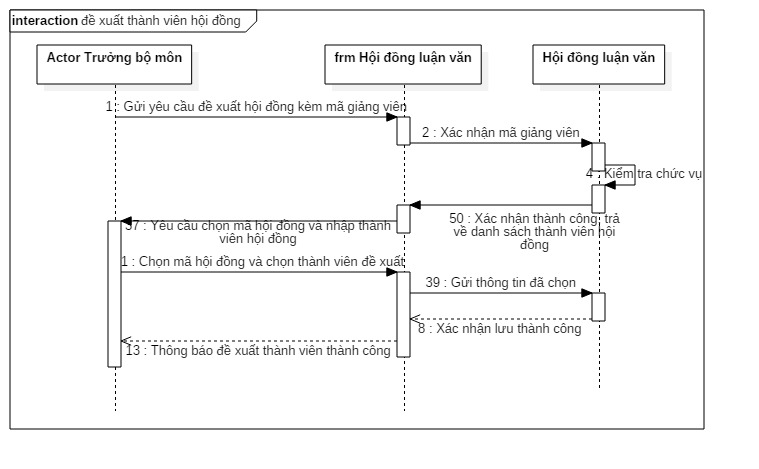 interaction đề xuất thành viên hội đồng
Actor Trưởng bộ môn
frm Hội đồng luận văn
Hội đồng luận văn
1 : Gửi yêu cầu đề xuất hội đồng kèm mã giảng viên
2 : Xác nhận mã giảng viên
4 : Kiểm tra chức vụ
50 : Xác nhận thành công, trả
về danh sách thành viên hội
đồng
37 : Yêu cầu chọn mã hội đồng và nhập thành
viên hội đồng
1 : Chọn mã hội đồng và chọn thành viên đề xuất
39 : Gửi thông tin đã chọn
8 : Xác nhận lưu thành công
13 : Thông báo đề xuất thành viên thành công